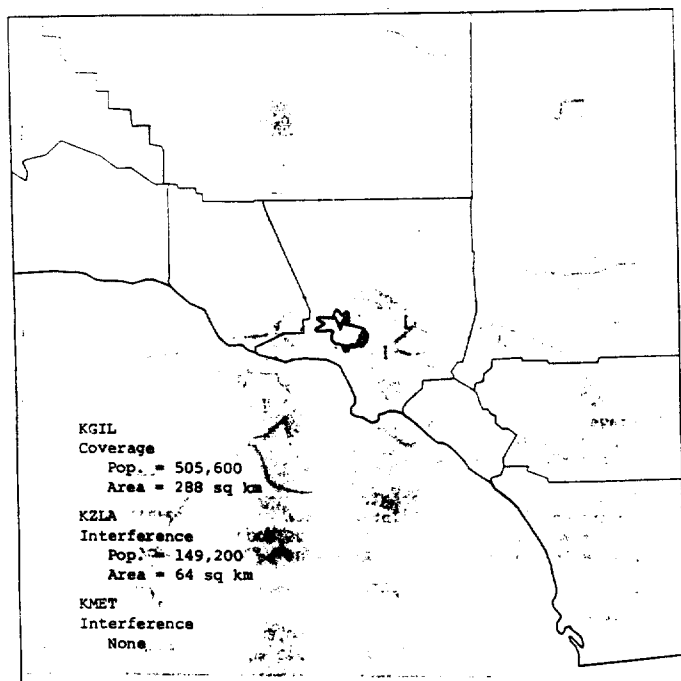 KGIL
Coverage
Pop. = 505,600
Area = 288 sq km
KZLA
Interference
Pop. = 149,200
Area = 64 sq km
KMET
Interference
None